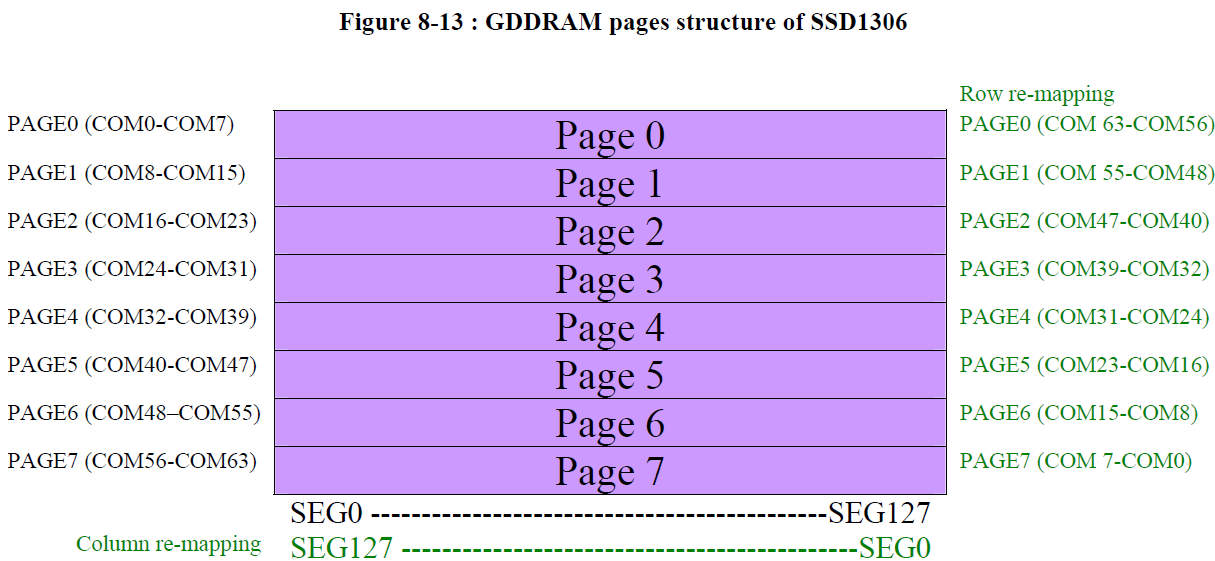 Figure 8-13 : GDDRAM pages structure of SSD1306
Row re-mapping
PAGE0 (COM0-COM7) Page 0 PAGE0 (COM 63-COM56)
PAGE1 (COM8-COM15) Page 1 PAGE1 (COM 55-COM48)
PAGE2 (COM16-COM23) Page 2 PAGE2 (COM47-COM40)
PAGE3 (COM24-COM31) Page 3 PAGE3 (COM39-COM32)
PAGE4 (COM32-COM39) Page 4 PAGE4 (COM31-COM24)
PAGE5 (COM40-COM47) Page 5 PAGE5 (COM23-COM16)
PAGE6 (COM48–COM55) Page 6 PAGE6 (COM15-COM8)
PAGE7 (COM56-COM63) Page 7 PAGE7 (COM 7-COM0)
SEG0 ---------------------------------------------SEG127
Column re-mapping SEG127 ---------------------------------------------SEG0